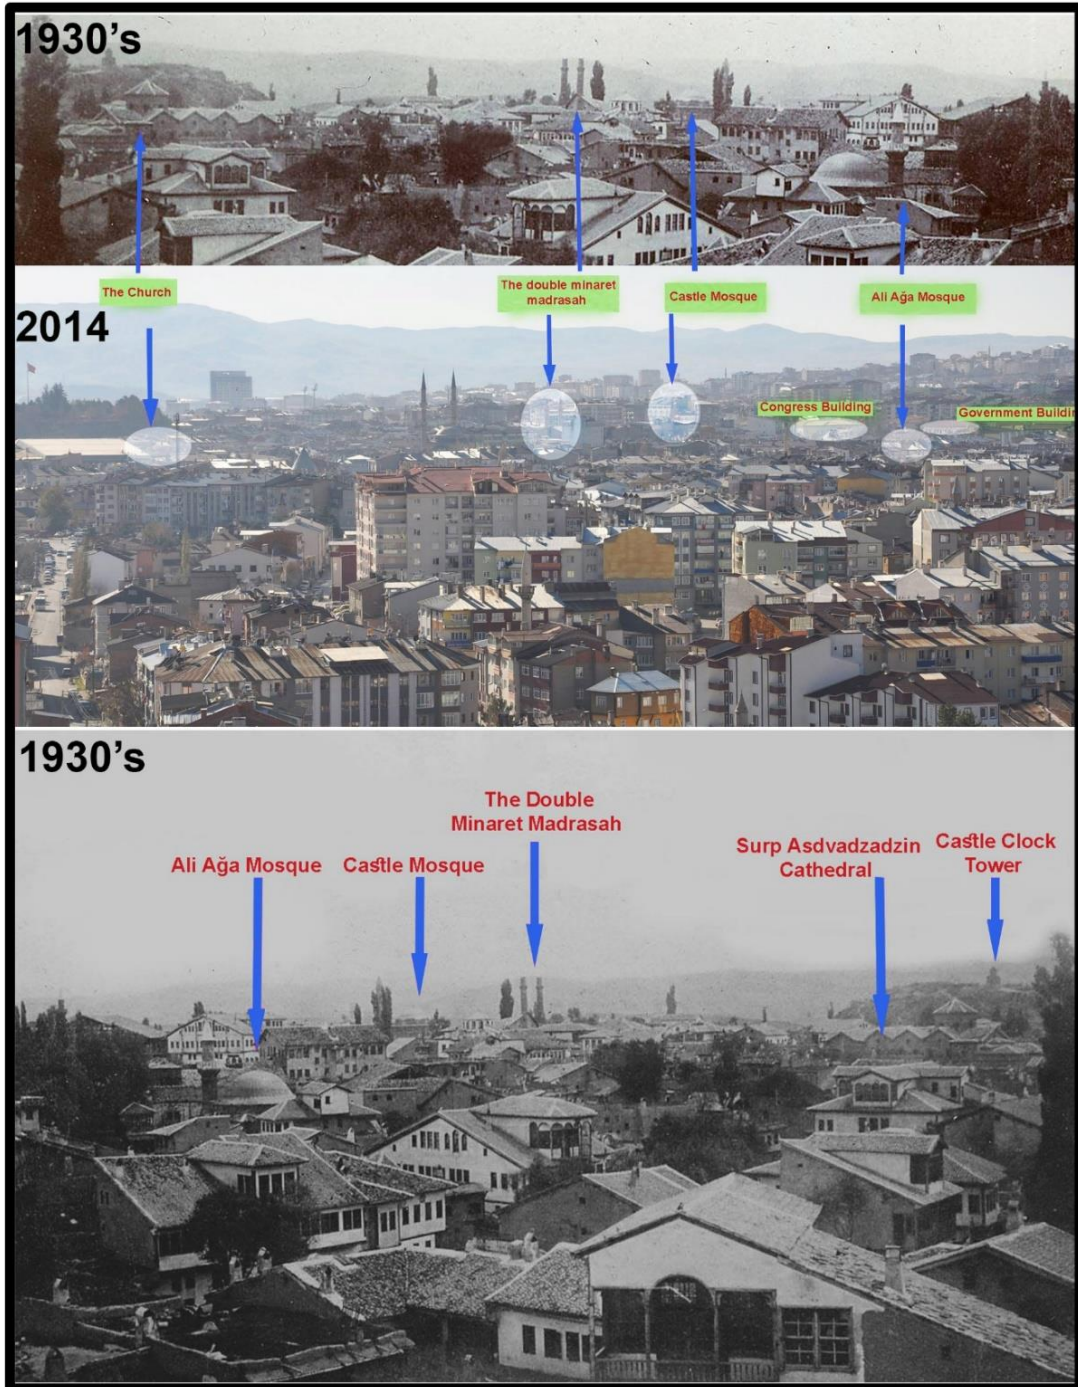 1930's
The Church
The double minaret
madrasah
Castle Mosque
Ali Ağa Mosque
2014
Congress Building
Government Buildin
1930's
The Double
Minaret Madrasah
Ali Ağa Mosque
Castle Mosque
Surp Asdvadzadzin
Cathedral
Castle Clock
Tower